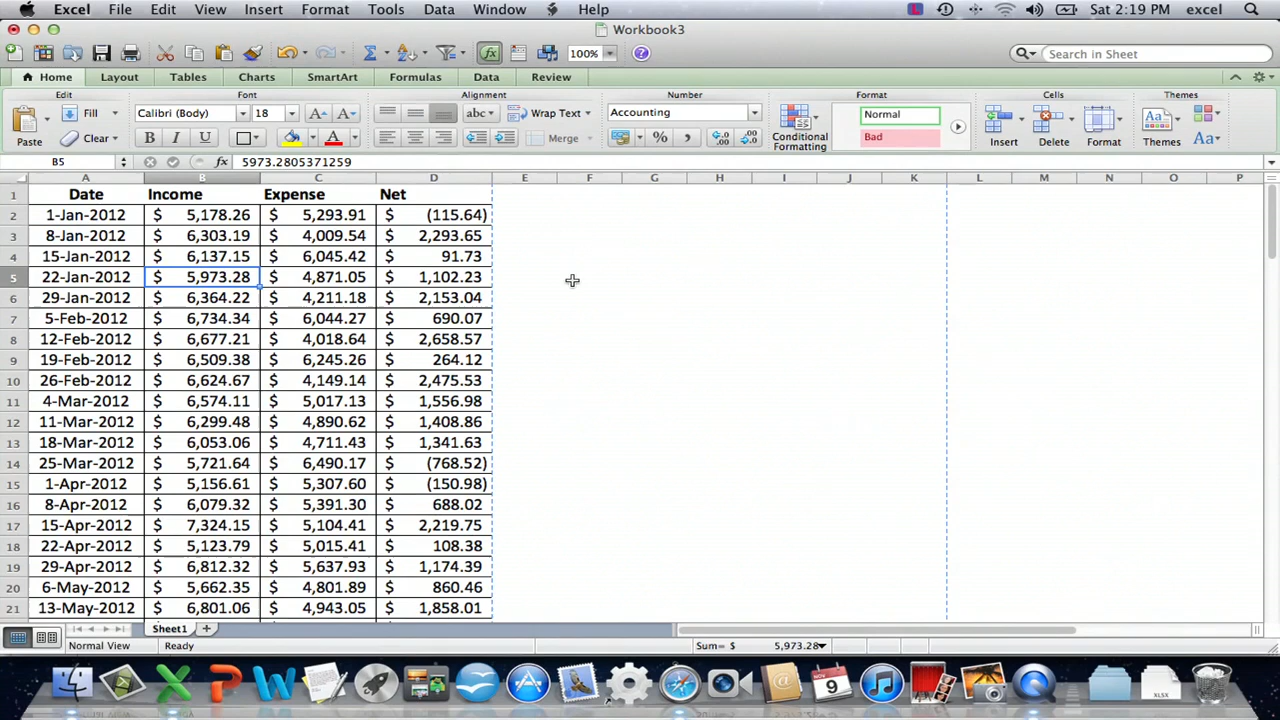 Excel File Edit View Insert Format Tools Data Window Help Sat 2:19 PM excel
Workbook3
100% Search in Sheet
Home Layout Tables Charts SmartArt Formulas Data Review
Edit Font Alignment Number Format Cells Themes
Fill Calibri (Body) 18 abc Wrap Text Accounting Normal
Paste Clear B I U A Merge % Conditional Formatting Bad Insert Delete Format Themes Aa
B5 fx 5973.2805371259
A B C D E F G H I J K L M N O P
1 Date Income Expense Net
2 1-Jan-2012 $ 5,178.26 $ 5,293.91 $ (115.64)
3 8-Jan-2012 $ 6,303.19 $ 4,009.54 $ 2,293.65
4 15-Jan-2012 $ 6,137.15 $ 6,045.42 $ 91.73
5 22-Jan-2012 $ 5,973.28 $ 4,871.05 $ 1,102.23
6 29-Jan-2012 $ 6,364.22 $ 4,211.18 $ 2,153.04
7 5-Feb-2012 $ 6,734.34 $ 6,044.27 $ 690.07
8 12-Feb-2012 $ 6,677.21 $ 4,018.64 $ 2,658.57
9 19-Feb-2012 $ 6,509.38 $ 6,245.26 $ 264.12
10 26-Feb-2012 $ 6,624.67 $ 4,149.14 $ 2,475.53
11 4-Mar-2012 $ 6,574.11 $ 5,017.13 $ 1,556.98
12 11-Mar-2012 $ 6,299.48 $ 4,890.62 $ 1,408.86
13 18-Mar-2012 $ 6,053.06 $ 4,711.43 $ 1,341.63
14 25-Mar-2012 $ 5,721.64 $ 6,490.17 $ (768.52)
15 1-Apr-2012 $ 5,156.61 $ 5,307.60 $ (150.98)
16 8-Apr-2012 $ 6,079.32 $ 5,391.30 $ 688.02
17 15-Apr-2012 $ 7,324.15 $ 5,104.41 $ 2,219.75
18 22-Apr-2012 $ 5,123.79 $ 5,015.41 $ 108.38
19 29-Apr-2012 $ 6,812.32 $ 5,637.93 $ 1,174.39
20 6-May-2012 $ 5,662.35 $ 4,801.89 $ 860.46
21 13-May-2012 $ 6,801.06 $ 4,943.05 $ 1,858.01
Sheet1
Normal View Ready Sum= $ 5,973.28
NOV 9 XLSX